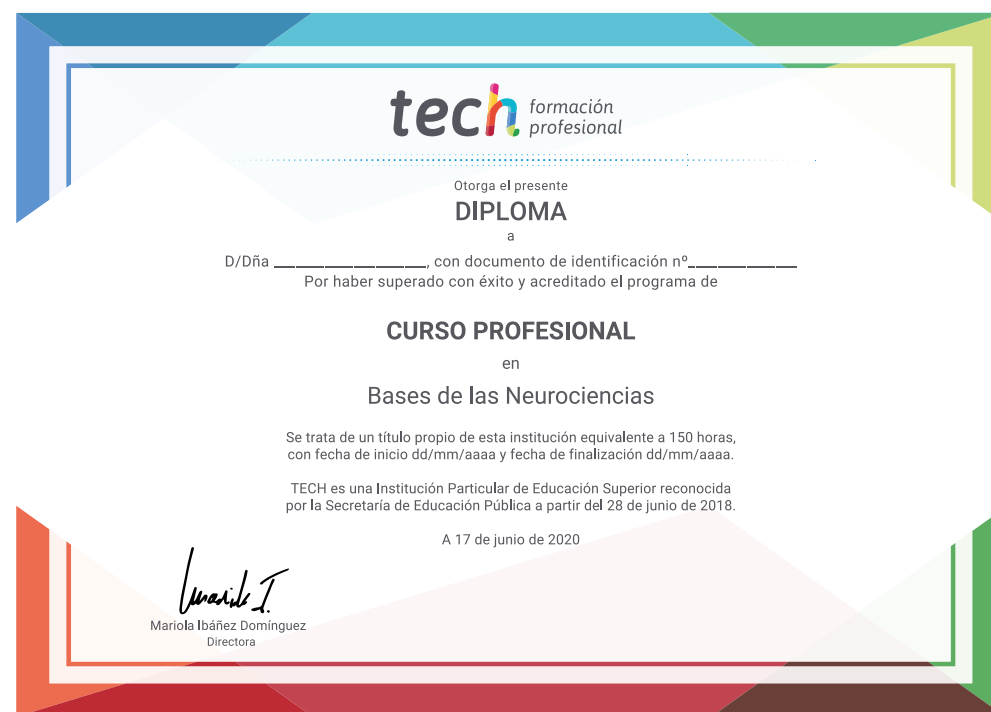 tech formación
profesional
Otorga el presente
DIPLOMA
a
D/Dña ____________________, con documento de identificación nº______________
Por haber superado con éxito y acreditado el programa de
CURSO PROFESIONAL
en
Bases de las Neurociencias
Se trata de un título propio de esta institución equivalente a 150 horas,
con fecha de inicio dd/mm/aaaa y fecha de finalización dd/mm/aaaa.
TECH es una Institución Particular de Educación Superior reconocida
por la Secretaría de Educación Pública a partir del 28 de junio de 2018.
A 17 de junio de 2020
Mariola Ibáñez Domínguez
Directora